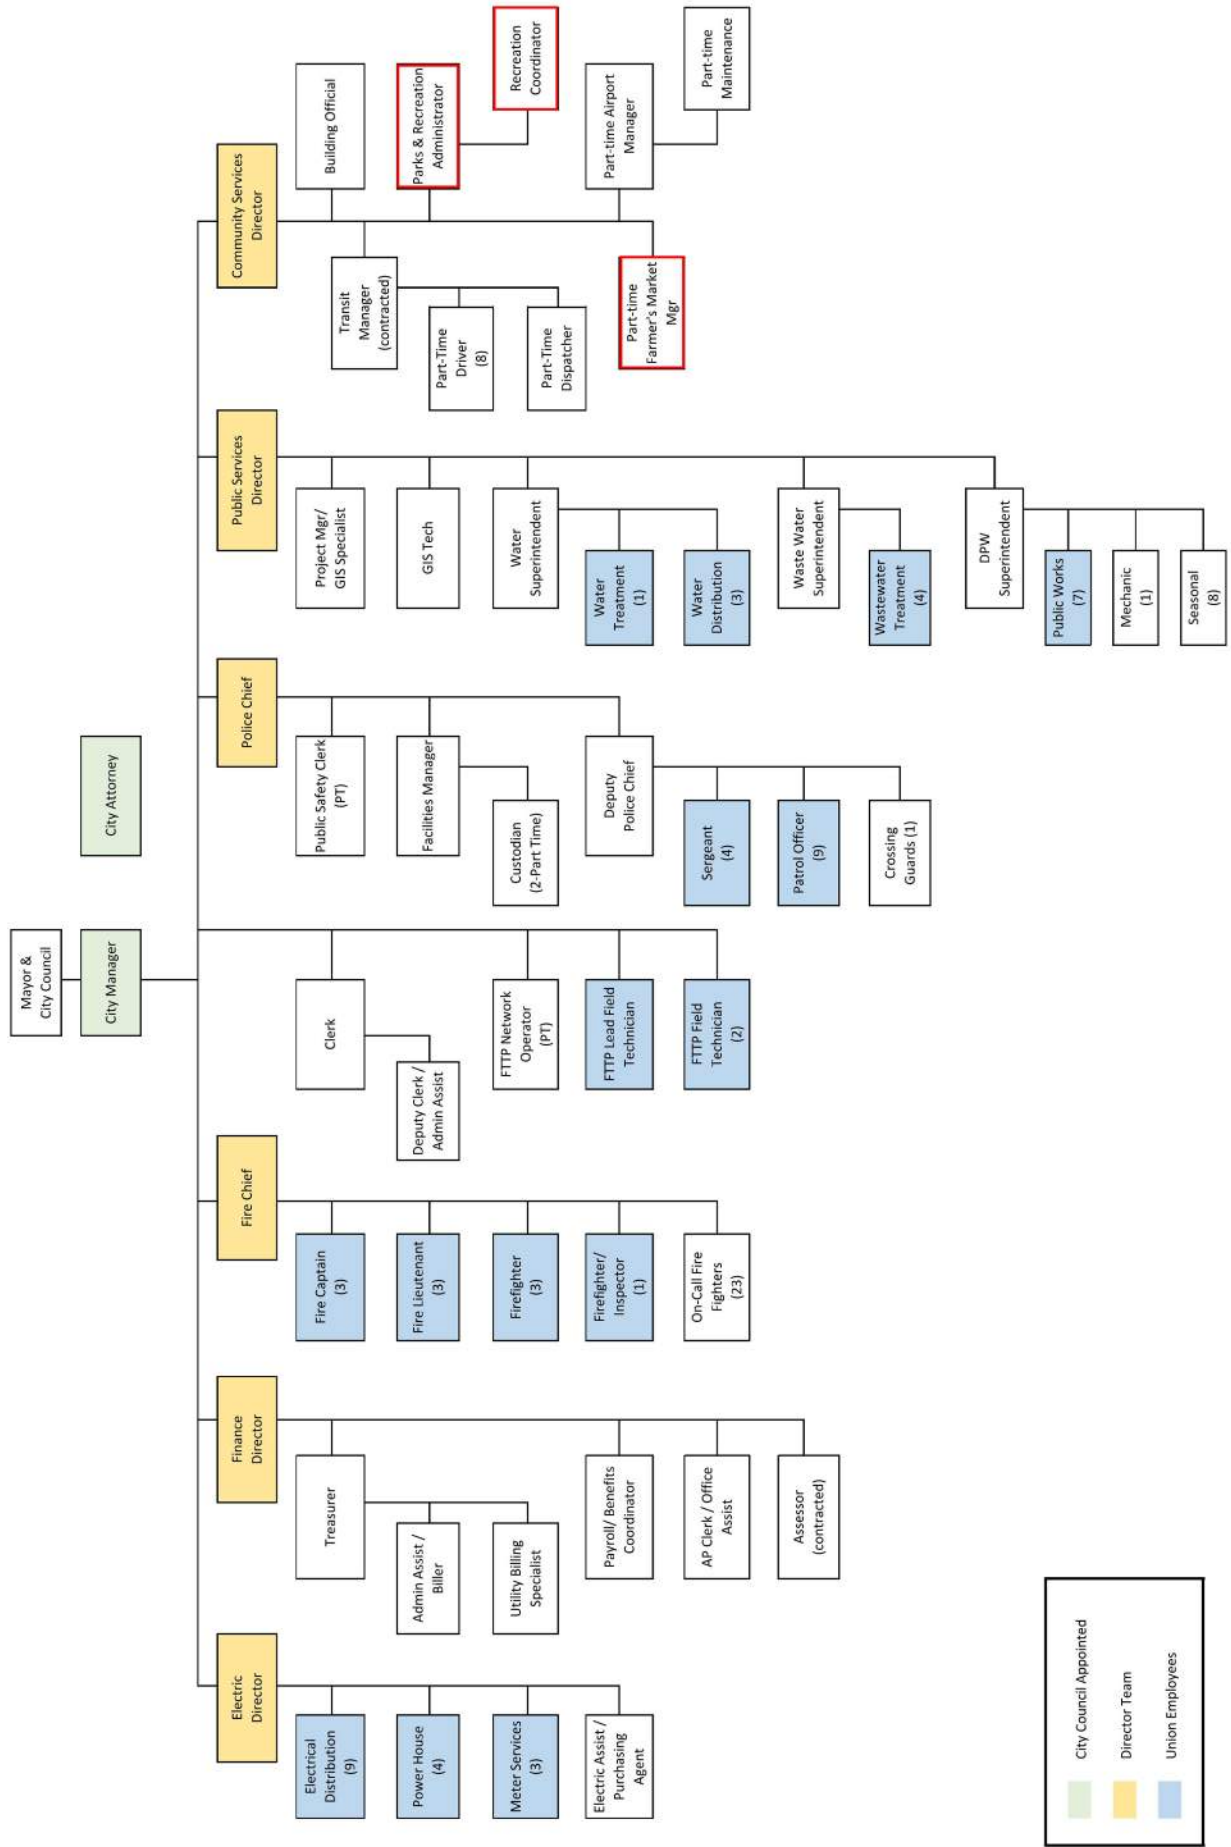 Mayor &
City Council
City Manager
City Attorney
Electric
Director
Electrical
Distribution
(9)
Power House
(4)
Meter Services
(3)
Electric Assist /
Purchasing
Agent
Finance
Director
Treasurer
Admin Assist /
Biller
Utility Billing
Specialist
Payroll/ Benefits
Coordinator
AP Clerk / Office
Assist
Assessor
(contracted)
Fire Chief
Fire Captain
(3)
Fire Lieutenant
(3)
Firefighter
(3)
Firefighter/
Inspector
(1)
On-Call Fire
Fighters
(23)
Clerk
Deputy Clerk /
Admin Assist
FTTP Network
Operator
(PT)
FTTP Lead Field
Technician
FTTP Field
Technician
(2)
Police Chief
Public Safety Clerk
(PT)
Facilities Manager
Custodian
(2-Part Time)
Deputy
Police Chief
Sergeant
(4)
Patrol Officer
(9)
Crossing
Guards (1)
Public Services
Director
Project Mgr/
GIS Specialist
GIS Tech
Water
Superintendent
Water
Treatment
(1)
Water
Distribution
(3)
Waste Water
Superintendent
Wastewater
Treatment
(4)
DPW
Superintendent
Public Works
(7)
Mechanic
(1)
Seasonal
(8)
Community Services
Director
Building Official
Transit
Manager
(contracted)
Part-Time
Driver
(8)
Part-Time
Dispatcher
Parks & Recreation
Administrator
Recreation
Coordinator
Part-time Airport
Manager
Part-time
Maintenance
Part-time
Farmer's Market
Mgr
City Council Appointed
Director Team
Union Employees